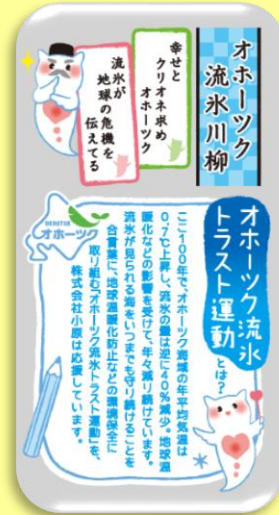 オホーツク
流氷川柳
幸せと
クリオネ求め
オホーツク
流氷が
地球の危機を
伝えてる
オホーツク流氷
トラスト運動とは?
ここ100年で、オホーツク海域の年平均気温は
0.7℃上昇し、流氷の量は逆に40%減少。地球温
暖化などの影響を受けて、年々減り続けています。
流氷が見られる海をいつまでも守り続けることを
合言葉に、地球温暖化防止などの環境保全に
取り組む「オホーツク流氷トラスト運動」を、
株式会社小原は応援しています。
オホーツク